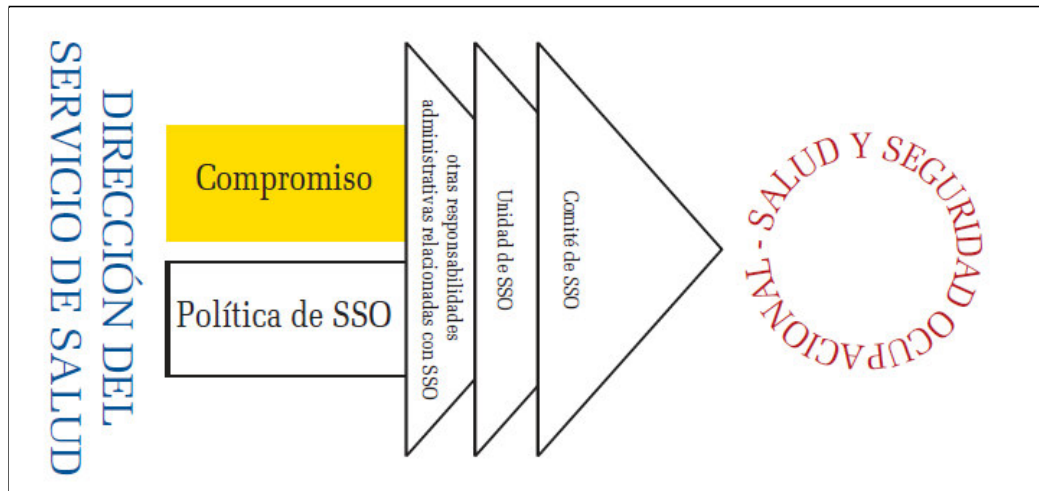 DIRECCIÓN DEL
SERVICIO DE SALUD
Compromiso
Política de SSO
otras responsabilidades
administrativas relacionadas con SSO
Unidad de SSO
Comité de SSO
SALUD Y SEGURIDAD OCUPACIONAL -